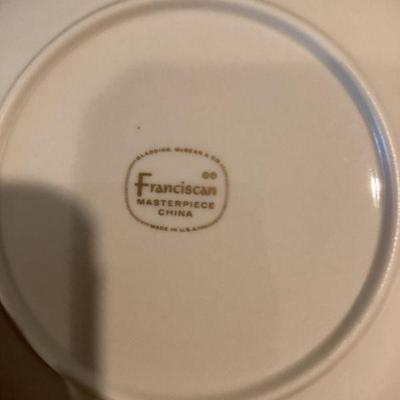 GLADDING, McBEAN & CO.
Franciscan
MASTERPIECE
CHINA
MADE IN U.S.A.